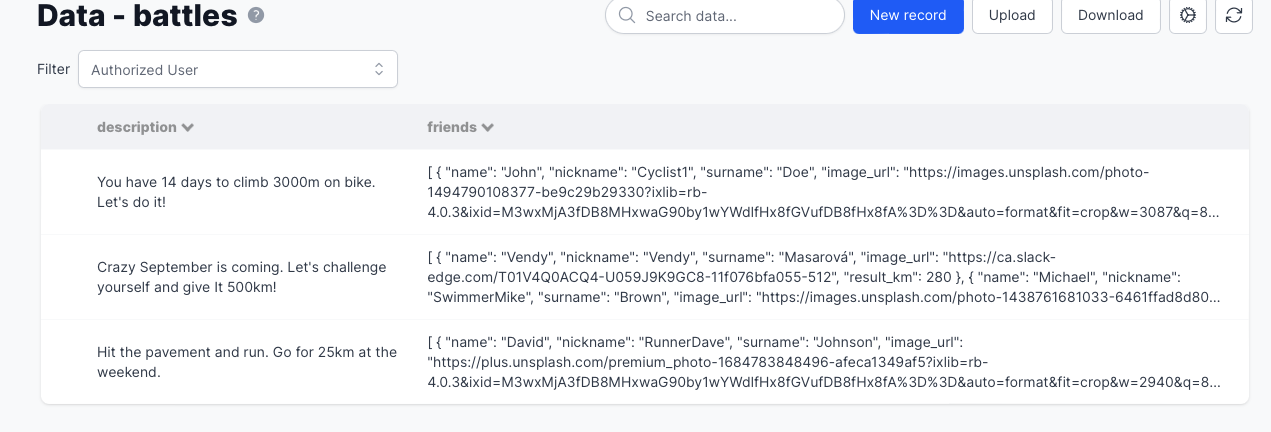 Data - battles ?
Search data...
New record
Upload
Download
Filter
Authorized User
description
friends
You have 14 days to climb 3000m on bike.
Let's do it!
[ { "name": "John", "nickname": "Cyclist1", "surname": "Doe", "image_url": "https://images.unsplash.com/photo-
1494790108377-be9c29b29330?ixlib=rb-
4.0.3&ixid=M3wxMjA3fDB8MHxwaG90by1wYWdlfHx8fGVufDB8fHx8fA%3D%3D&auto=format&fit=crop&w=3087&q=8...
Crazy September is coming. Let's challenge
yourself and give It 500km!
[ { "name": "Vendy", "nickname": "Vendy", "surname": "Masarová", "image_url": "https://ca.slack-
edge.com/T01V4Q0ACQ4-U059J9K9GC8-11f076bfa055-512", "result_km": 280 }, { "name": "Michael", "nickname":
"SwimmerMike", "surname": "Brown", "image_url": "https://images.unsplash.com/photo-1438761681033-6461ffad8d80...
Hit the pavement and run. Go for 25km at the
weekend.
[ { "name": "David", "nickname": "RunnerDave", "surname": "Johnson", "image_url":
"https://plus.unsplash.com/premium_photo-1684783848496-afeca1349af5?ixlib=rb-
4.0.3&ixid=M3wxMjA3fDB8MHxwaG90by1wYWdlfHx8fGVufDB8fHx8fA%3D%3D&auto=format&fit=crop&w=2940&q=8...